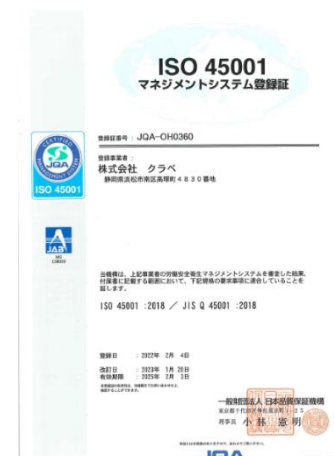 ISO 45001
マネジメントシステム登録証
登録証番号 : JQA-OH0360
登録事業者 :
株式会社 クラベ
静岡県浜松市南区高塚町4830番地
JQA
ISO 45001
JAB
当機構は、上記事業者の労働安全衛生マネジメントシステムを審査した結果、
付属書に記載する範囲において、下記規格の要求事項に適合していることを
証します。
ISO 45001 :2018 / JIS Q 45001 :2018
登録日 : 2022年 2月 4日
改訂日 : 2023年 1月 20日
有効期限 : 2025年 2月 3日
一般財団法人 日本品質保証機構
理事長 小林 憲明
JQA